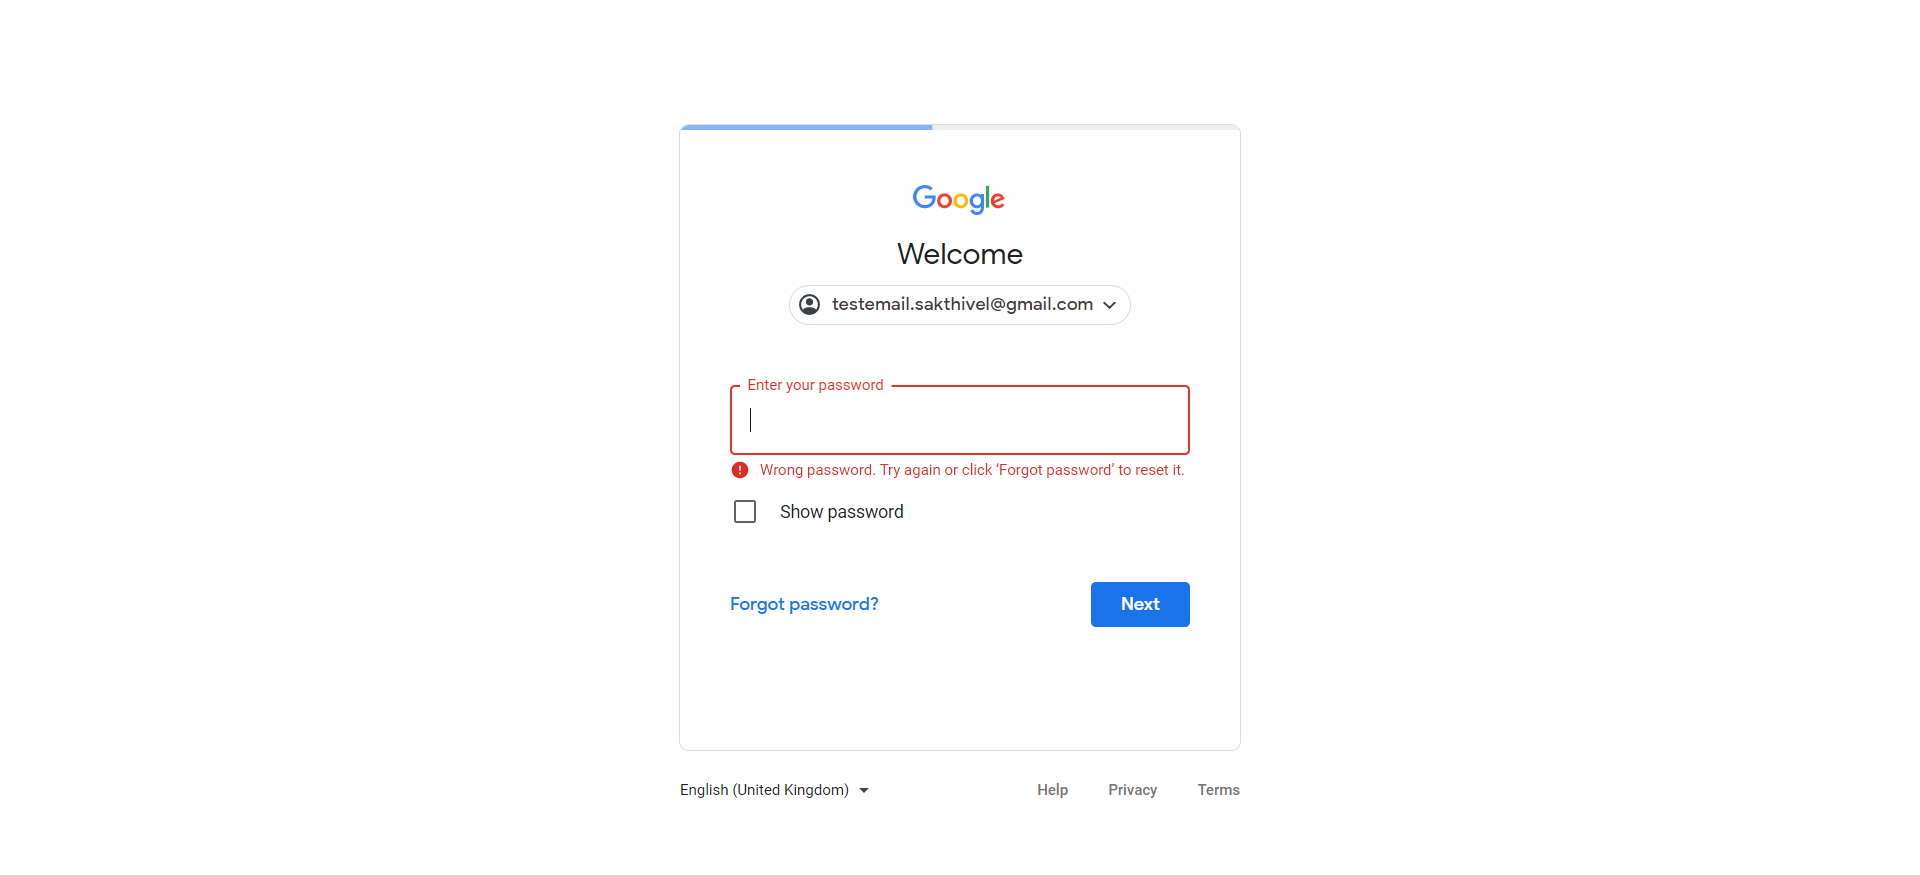 Google
Welcome
testemail.sakthivel@gmail.com
Enter your password
Wrong password. Try again or click ‘Forgot password’ to reset it.
Show password
Forgot password?
Next
English (United Kingdom)
Help
Privacy
Terms